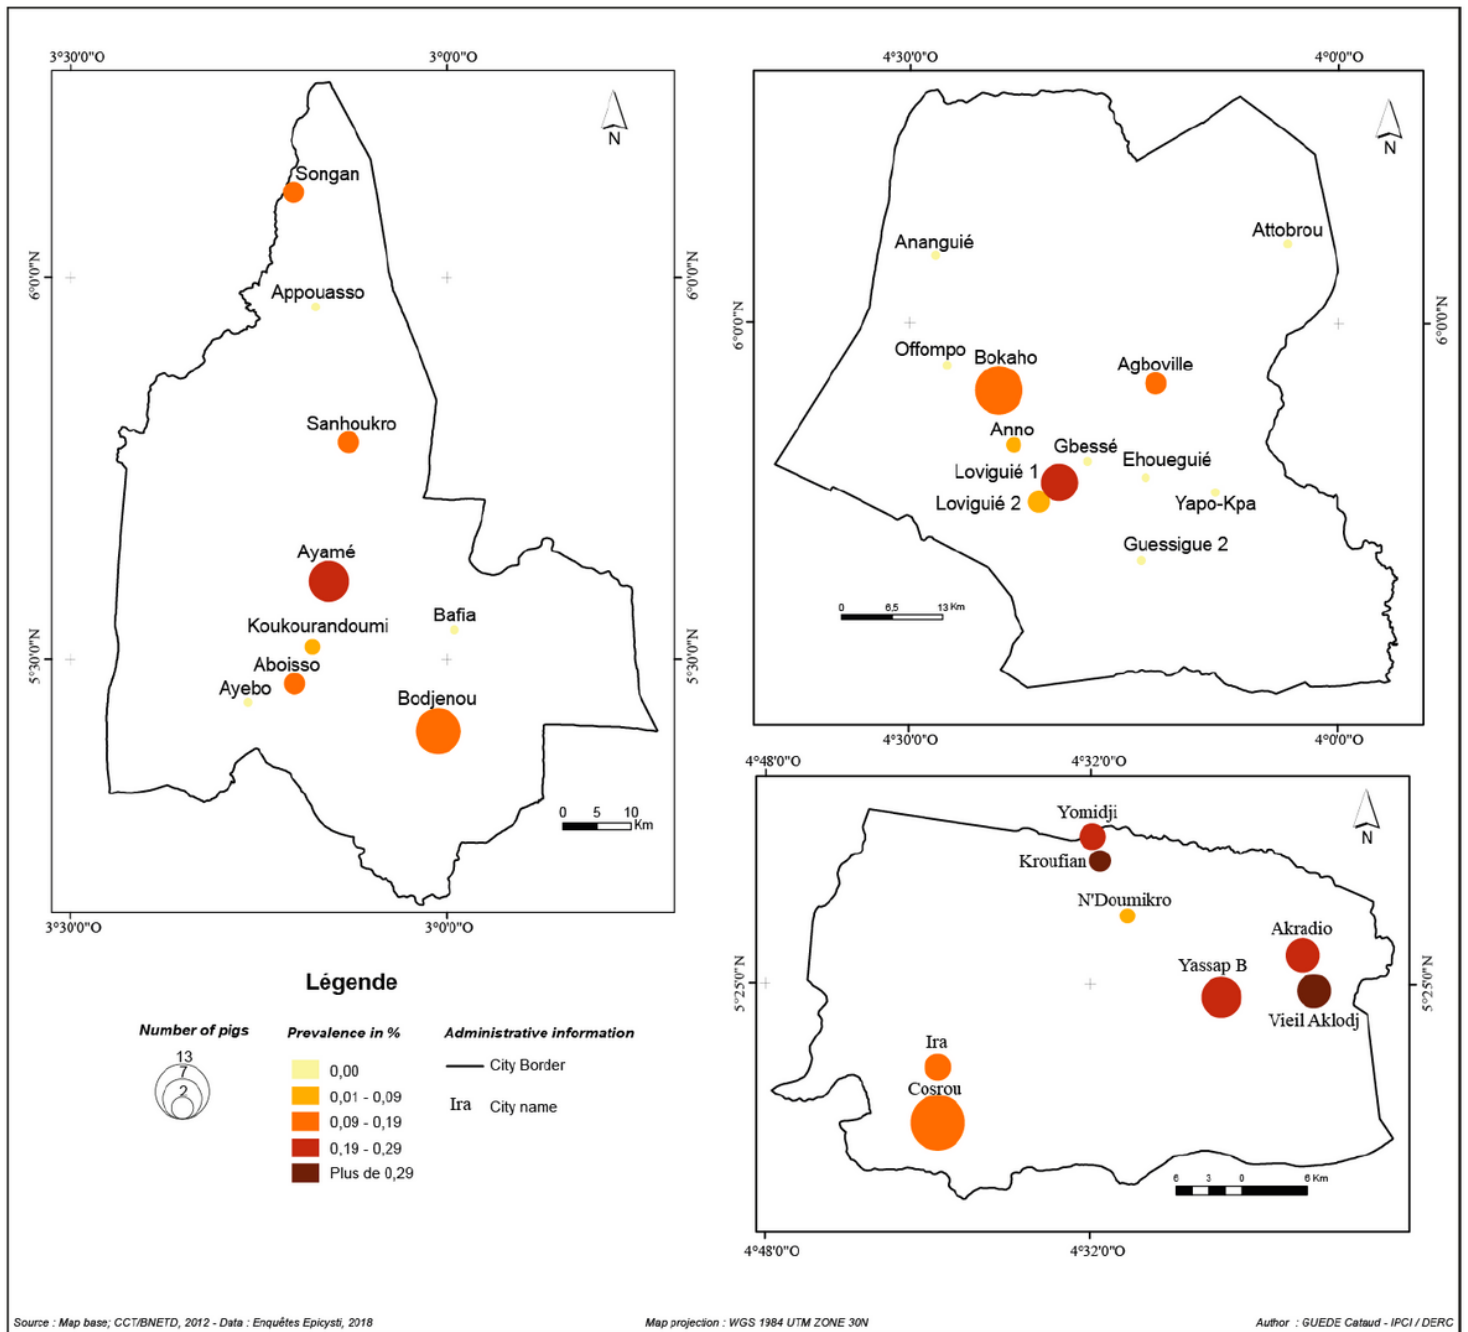 3°30'0"O
3°0'0"O
N
Songan
6°0'0"N
6°0'0"N
Appouasso
Sanhoukro
Ayamé
Bafia
Koukourandoumi
5°30'0"N
5°30'0"N
Aboisso
Ayebo
Bodjenou
0 5 10
Km
3°30'0"O
3°0'0"O
4°30'0"O
4°0'0"O
N
Attobrou
Ananguié
6°0'0"N
6°0'0"N
Offompo
Bokaho
Agboville
Anno
Gbessé
Ehoueguié
Loviguié 1
Loviguié 2
Yapo-Kpa
Guessigue 2
0 6,5 13 Km
4°30'0"O
4°0'0"O
4°48'0"O
4°32'0"O
N
Yomidji
Kroufian
N'Doumikro
Akradio
Yassap B
5°25'0"N
5°25'0"N
Vieil Aklodj
Ira
Cosrou
6 3 0 6 Km
4°48'0"O
4°32'0"O
Légende
Number of pigs
13
7
2
Prevalence in %
0,00
0,01 - 0,09
0,09 - 0,19
0,19 - 0,29
Plus de 0,29
Administrative information
City Border
Ira City name
Source : Map base; CCT/BNETD, 2012 - Data : Enquêtes Epicysti, 2018
Map projection : WGS 1984 UTM ZONE 30N
Author : GUEDE Cataud - IPCI / DERC